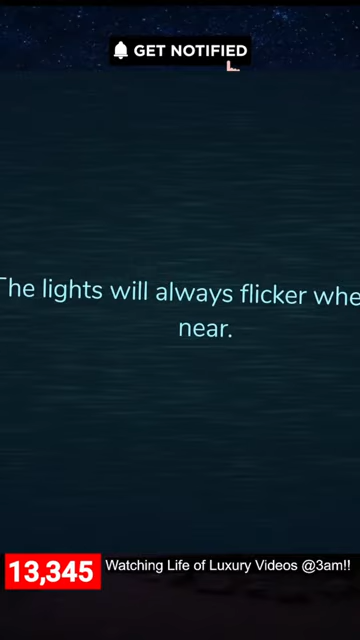 GET NOTIFIED
The lights will always flicker whe
near.
13,345
Watching Life of Luxury Videos @3am!!